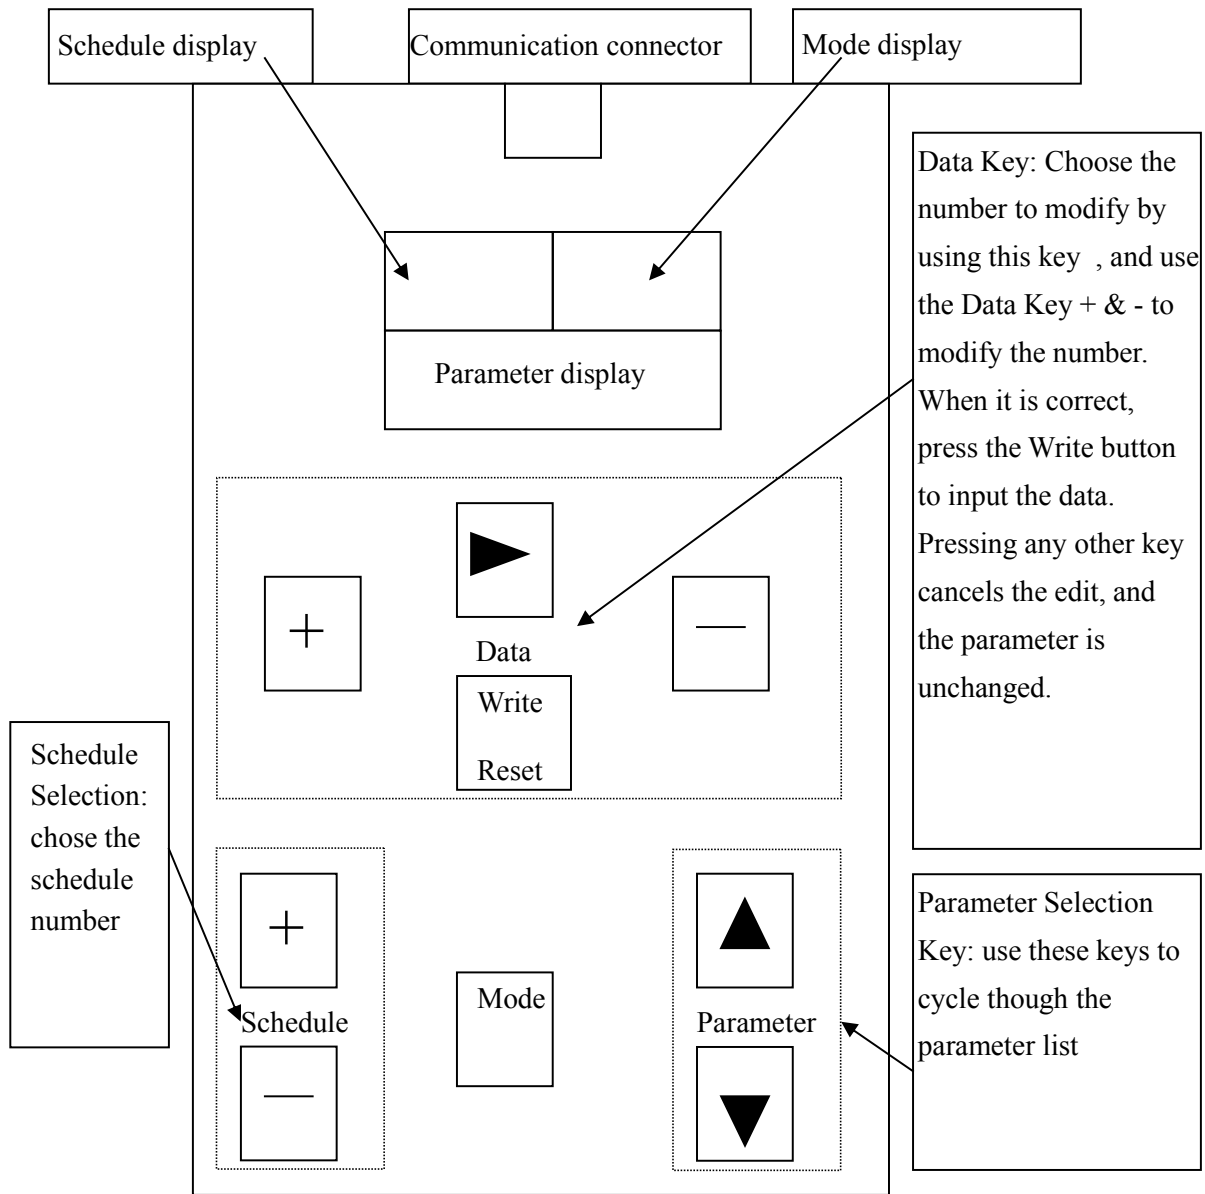 Schedule display
Communication connector
Mode display
Data Key: Choose the
number to modify by
using this key , and use
the Data Key + & - to
modify the number.
When it is correct,
press the Write button
to input the data.
Pressing any other key
cancels the edit, and
the parameter is
unchanged.
Parameter display
+
—
Data
Write
Reset
Schedule
Selection:
chose the
schedule
number
+
Schedule
—
Mode
Parameter
Parameter Selection
Key: use these keys to
cycle though the
parameter list